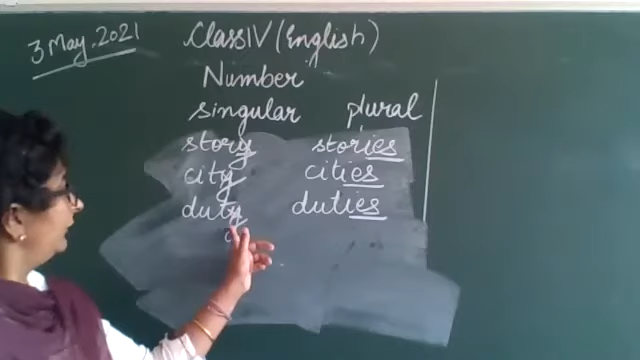 3 May, 2021
Class IV (English)
Number
singular plural
story stories
city cities
duty duties